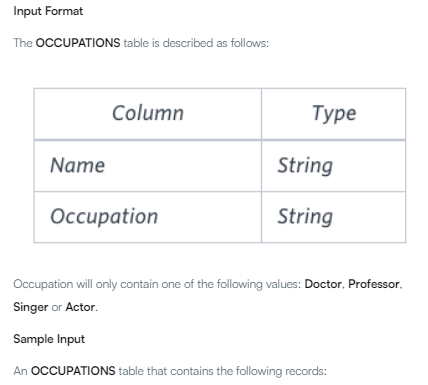 Input Format
The OCCUPATIONS table is described as follows:
Column Type
Name String
Occupation String
Occupation will only contain one of the following values: Doctor, Professor,
Singer or Actor.
Sample Input
An OCCUPATIONS table that contains the following records: